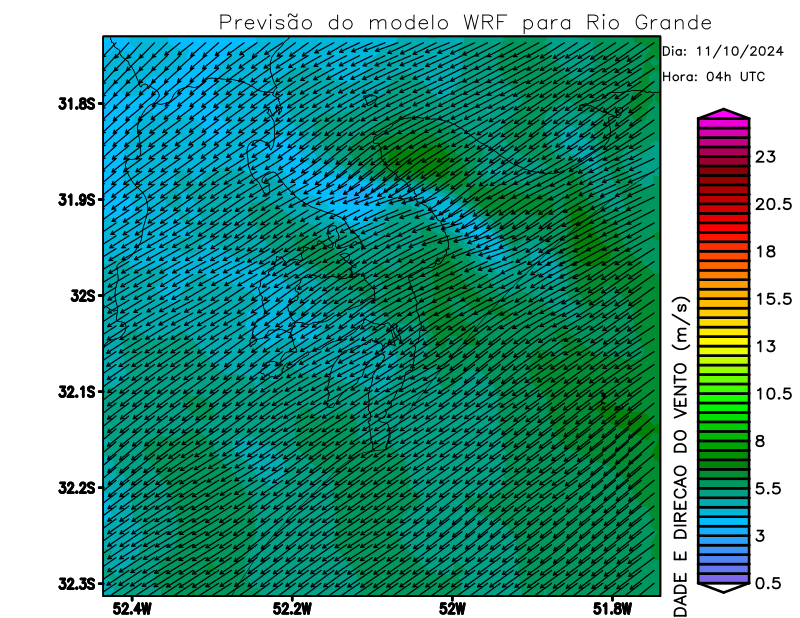 Previsão do modelo WRF para Rio Grande
Dia: 11/10/2024
Hora: 04h UTC
31.8S
31.9S
32S
32.1S
32.2S
32.3S
52.4W
52.2W
52W
51.8W
23
20.5
18
15.5
13
10.5
8
5.5
3
0.5
DADE E DIRECAO DO VENTO (m/s)